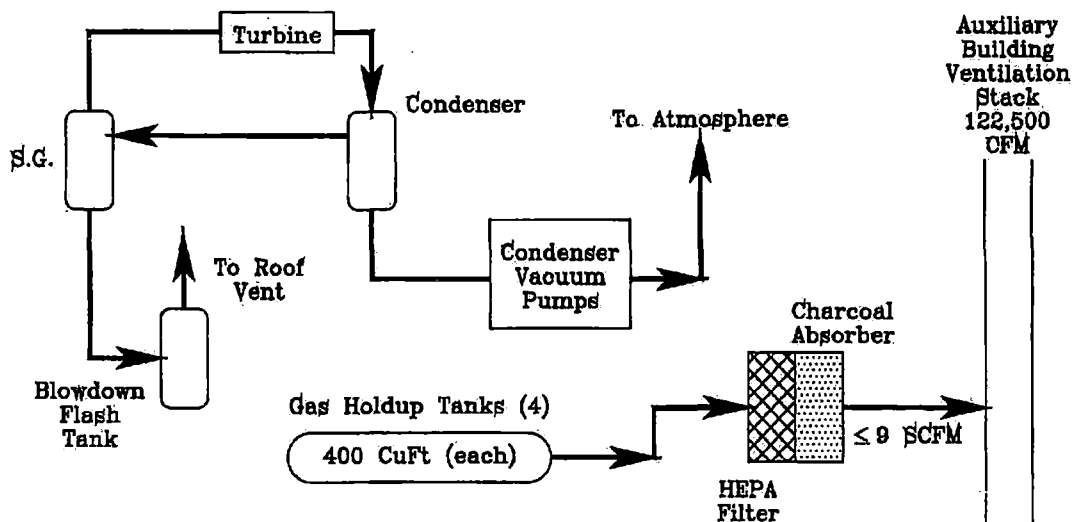 Turbine
Condenser
S.G.
To Roof
Vent
Blowdown
Flash
Tank
To Atmosphere
Condenser
Vacuum
Pumps
Auxiliary
Building
Ventilation
Stack
122,500
CFM
Charcoal
Absorber
Gas Holdup Tanks (4)
400 CuFt (each)
≤ 9 SCFM
HEPA
Filter